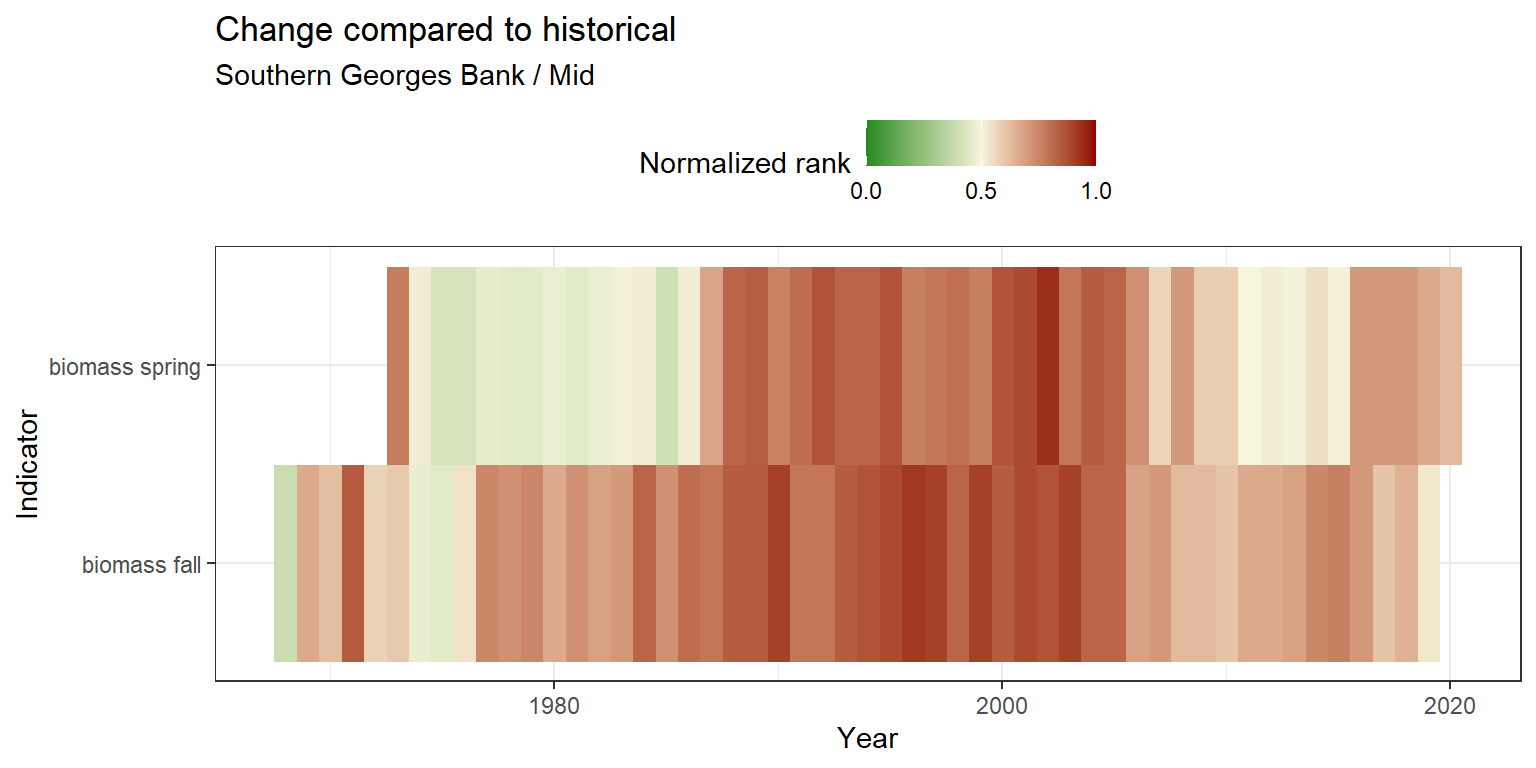 Change compared to historical
Southern Georges Bank / Mid
Normalized rank
0.0 0.5 1.0
biomass spring
biomass fall
Indicator
1980 2000 2020
Year